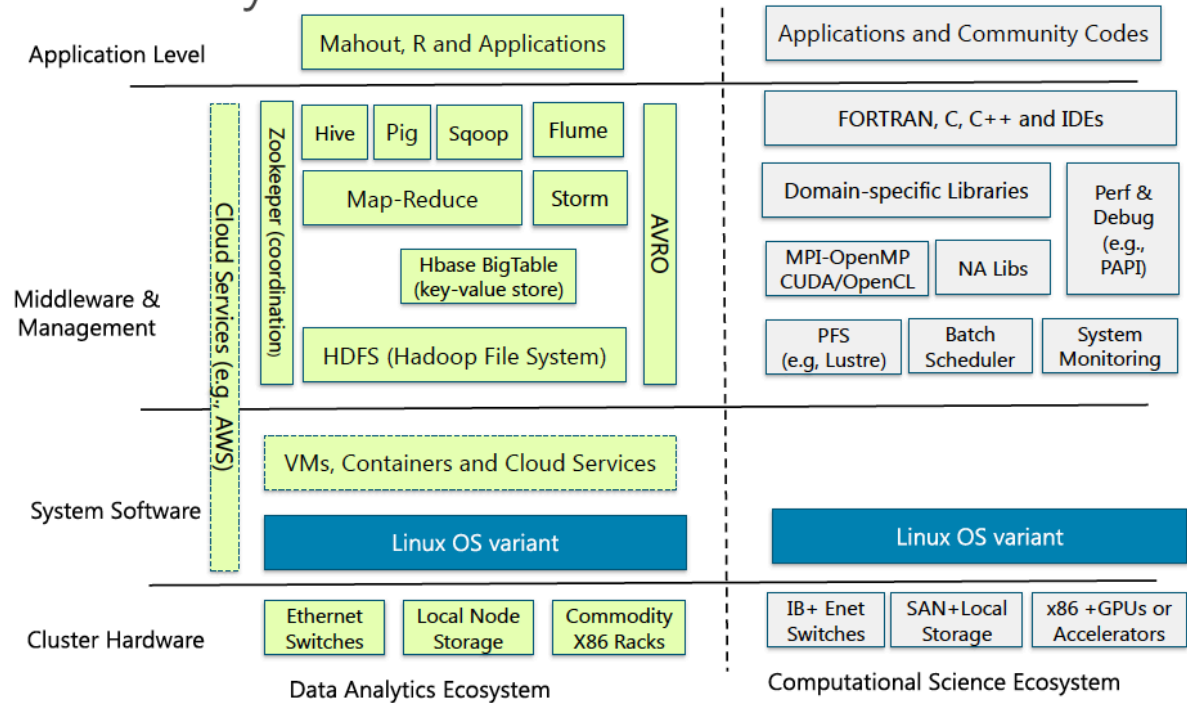 y
Application Level
Mahout, R and Applications
Applications and Community Codes
Cloud Services (e.g., AWS)
Zookeeper (coordination)
Hive
Pig
Sqoop
Flume
Map-Reduce
Storm
Hbase BigTable
(key-value store)
HDFS (Hadoop File System)
AVRO
FORTRAN, C, C++ and IDEs
Domain-specific Libraries
Perf &
Debug
(e.g.,
PAPI)
MPI-OpenMP
CUDA/OpenCL
NA Libs
PFS
(e.g, Lustre)
Batch
Scheduler
System
Monitoring
Middleware &
Management
VMs, Containers and Cloud Services
System Software
Linux OS variant
Linux OS variant
Cluster Hardware
Ethernet
Switches
Local Node
Storage
Commodity
X86 Racks
IB+ Enet
Switches
SAN+Local
Storage
x86 +GPUs or
Accelerators
Data Analytics Ecosystem
Computational Science Ecosystem